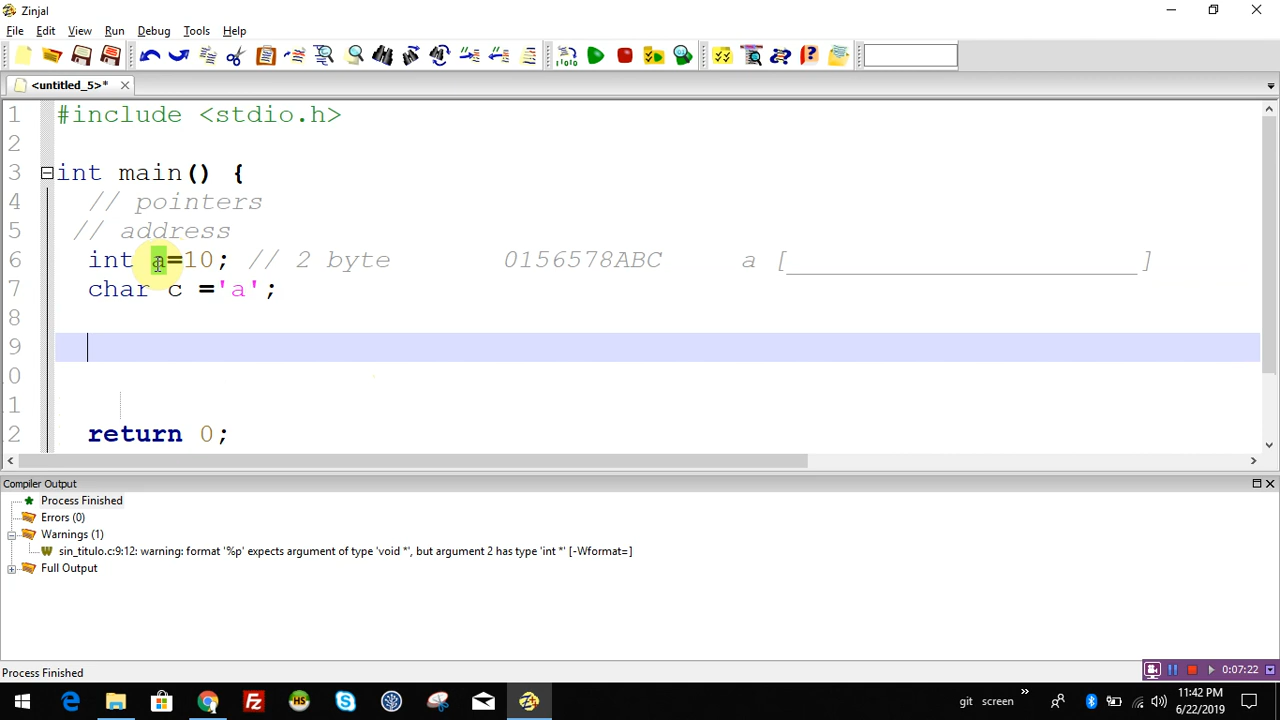 Zinjal
File Edit View Run Debug Tools Help
<untitled_5>*
1 #include <stdio.h>
2
3 int main() {
4 // pointers
5 // address
6 int a=10; // 2 byte 0156578ABC a [_______________________]
7 char c ='a';
8
9
0
1
2 return 0;
Compiler Output
Process Finished
Errors (0)
Warnings (1)
sin_titulo.c:9:12: warning: format '%p' expects argument of type 'void *', but argument 2 has type 'int *' [-Wformat=]
Full Output
Process Finished
0:07:22
git screen
11:42 PM
6/22/2019